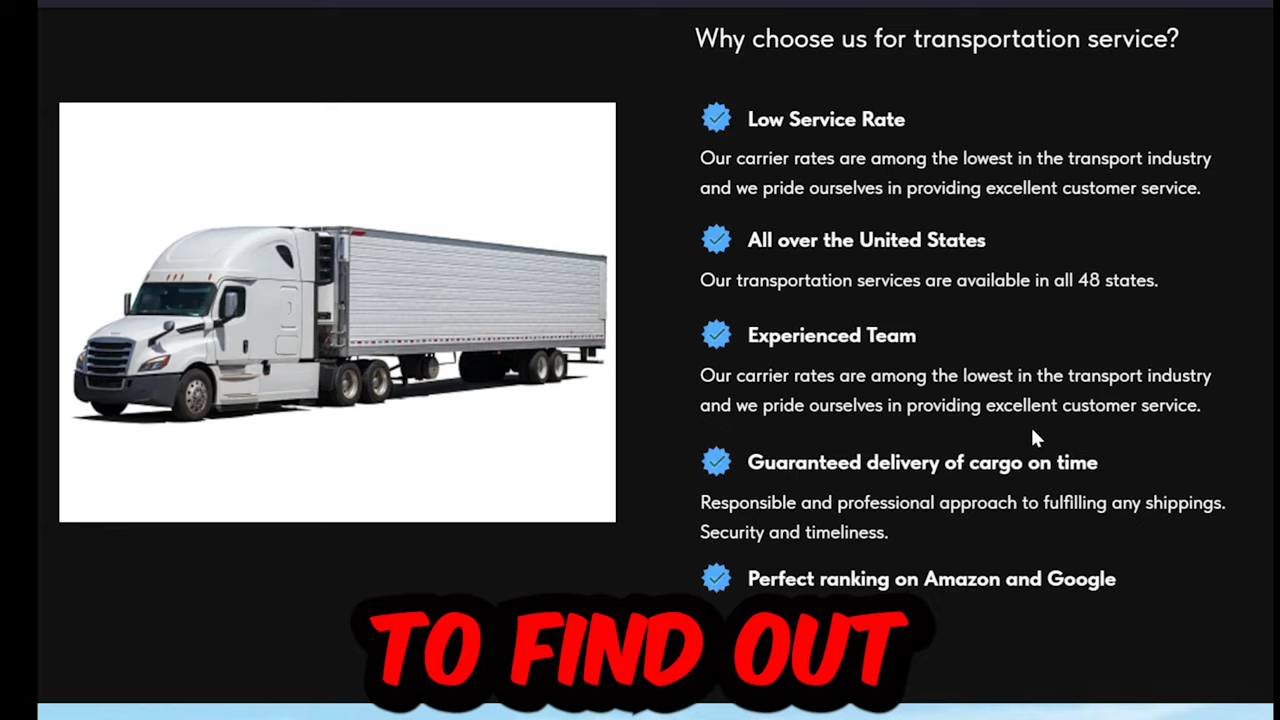 Why choose us for transportation service?
Low Service Rate
Our carrier rates are among the lowest in the transport industry
and we pride ourselves in providing excellent customer service.
All over the United States
Our transportation services are available in all 48 states.
Experienced Team
Our carrier rates are among the lowest in the transport industry
and we pride ourselves in providing excellent customer service.
Guaranteed delivery of cargo on time
Responsible and professional approach to fulfilling any shippings.
Security and timeliness.
Perfect ranking on Amazon and Google
TO FIND OUT